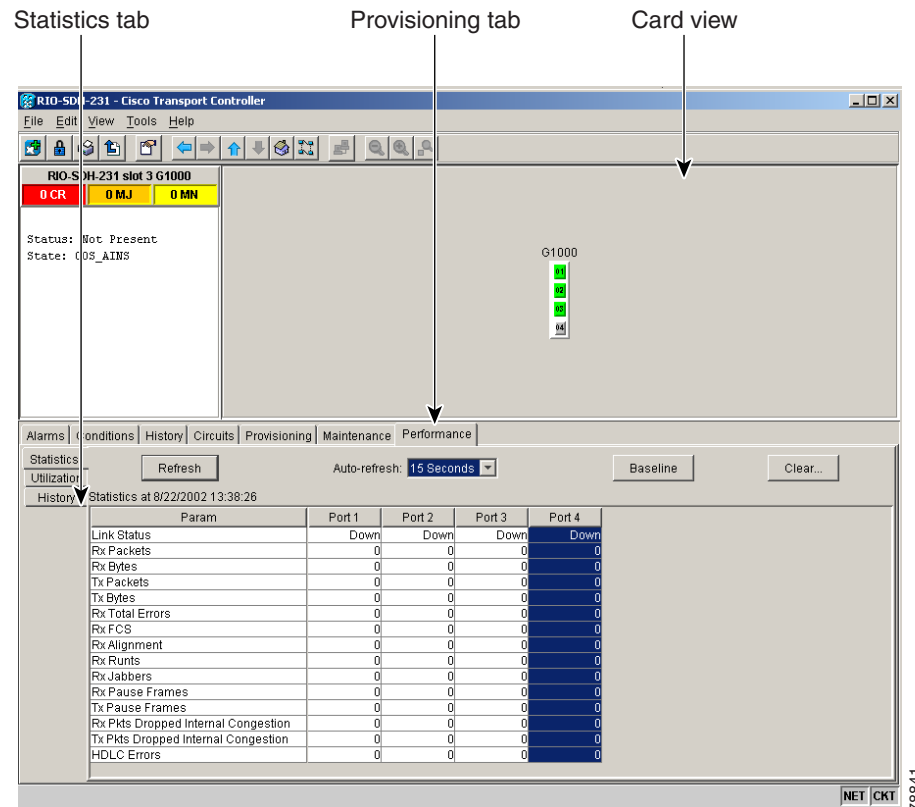 Statistics tab Provisioning tab Card view
RIO-SDH-231 - Cisco Transport Controller
File Edit View Tools Help
RIO-SDH-231 slot 3 G1000
0 CR 0 MJ 0 MN
Status: Not Present
State: OOS_AINS
G1000
01
02
03
04
Alarms Conditions History Circuits Provisioning Maintenance Performance
Statistics
Utilization
History
Refresh Auto-refresh: 15 Seconds Baseline Clear...
Statistics at 8/22/2002 13:38:26
Param Port 1 Port 2 Port 3 Port 4
Link Status Down Down Down Down
Rx Packets 0 0 0 0
Rx Bytes 0 0 0 0
Tx Packets 0 0 0 0
Tx Bytes 0 0 0 0
Rx Total Errors 0 0 0 0
Rx FCS 0 0 0 0
Rx Alignment 0 0 0 0
Rx Runts 0 0 0 0
Rx Jabbers 0 0 0 0
Rx Pause Frames 0 0 0 0
Tx Pause Frames 0 0 0 0
Rx Pkts Dropped Internal Congestion 0 0 0 0
Tx Pkts Dropped Internal Congestion 0 0 0 0
HDLC Errors 0 0 0 0
NET CKT
78841